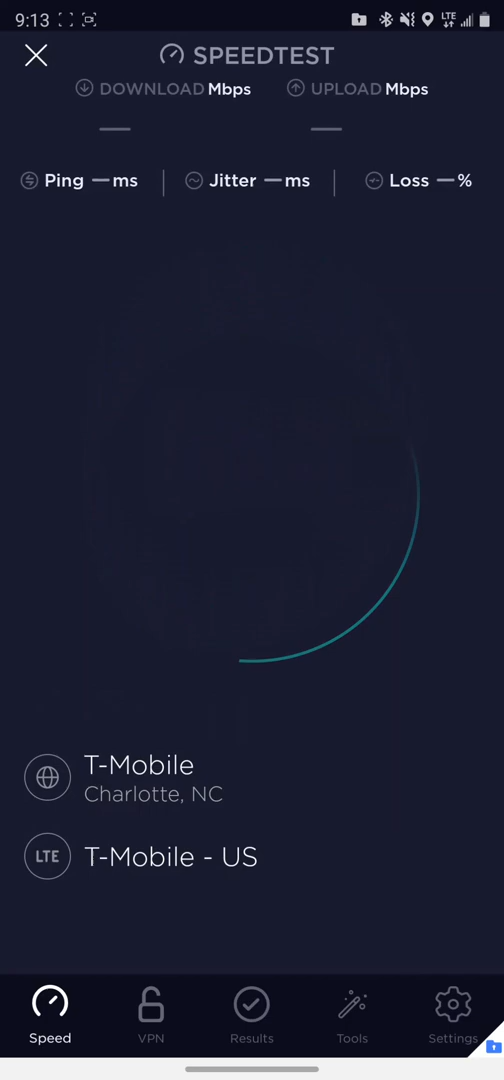 9:13 LTE
SPEEDTEST
DOWNLOAD Mbps UPLOAD Mbps
— —
Ping — ms Jitter — ms Loss — %
T-Mobile
Charlotte, NC
LTE T-Mobile - US
Speed VPN Results Tools Settings